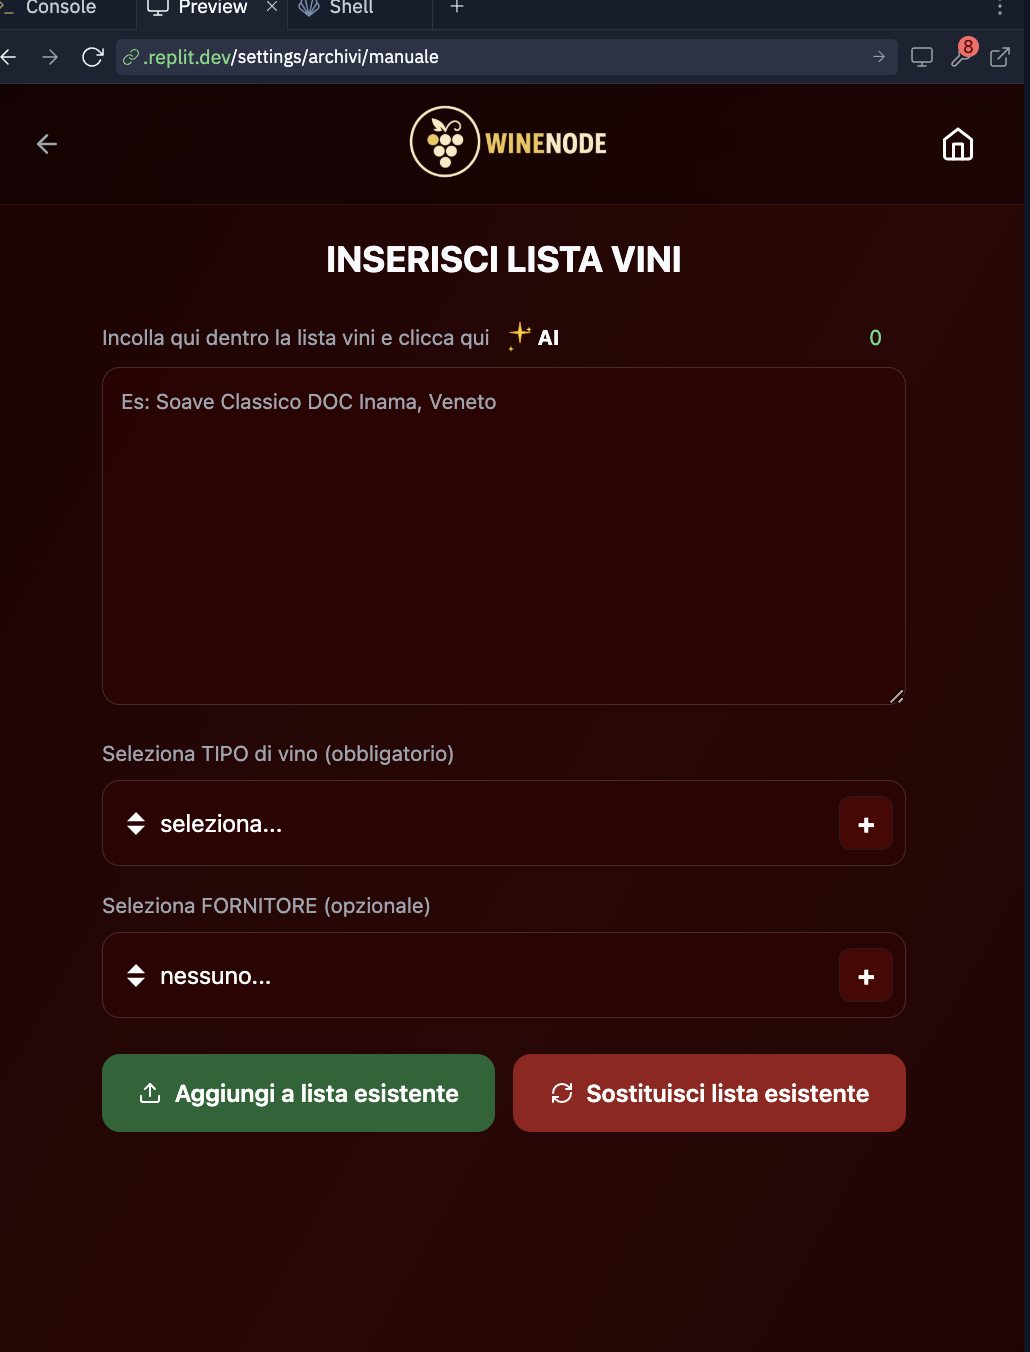 Console
Preview
Shell
.replit.dev/settings/archivi/manuale
8
WINENODE
INSERISCI LISTA VINI
Incolla qui dentro la lista vini e clicca qui AI 0
Es: Soave Classico DOC Inama, Veneto
Seleziona TIPO di vino (obbligatorio)
seleziona...
Seleziona FORNITORE (opzionale)
nessuno...
Aggiungi a lista esistente
Sostituisci lista esistente